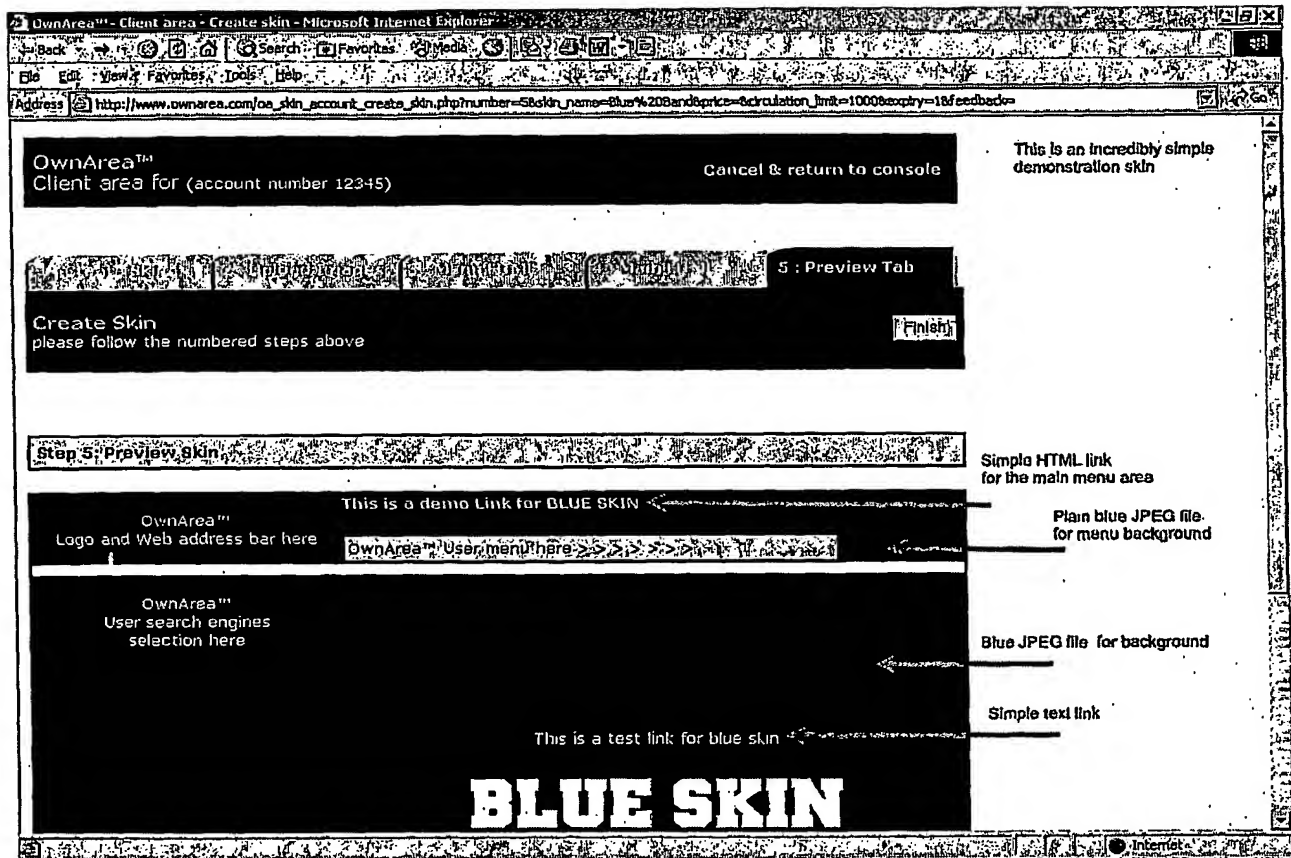 OwnArea™ - Client area - Create skin - Microsoft Internet Explorer
Back Search Favorites Media
File Edit View Favorites Tools Help
Address http://www.ownarea.com/oa_skin_account_create_skin.php?number=5&skin_name=Blue%20Band&price=&circulation_limit=1000&expiry=1&feedback= Go
OwnArea™
Client area for (account number 12345)
Cancel & return to console
This is an incredibly simple
demonstration skin
5 : Preview Tab
Create Skin
please follow the numbered steps above
Finish
Step 5: Preview Skin
Simple HTML link
for the main menu area
This is a demo Link for BLUE SKIN
OwnArea™
Logo and Web address bar here
Plain blue JPEG file
for menu background
OwnArea™ User menu here > > > > > >
OwnArea™
User search engines
selection here
Blue JPEG file for background
Simple text link
This is a test link for blue skin
BLUE SKIN
Internet